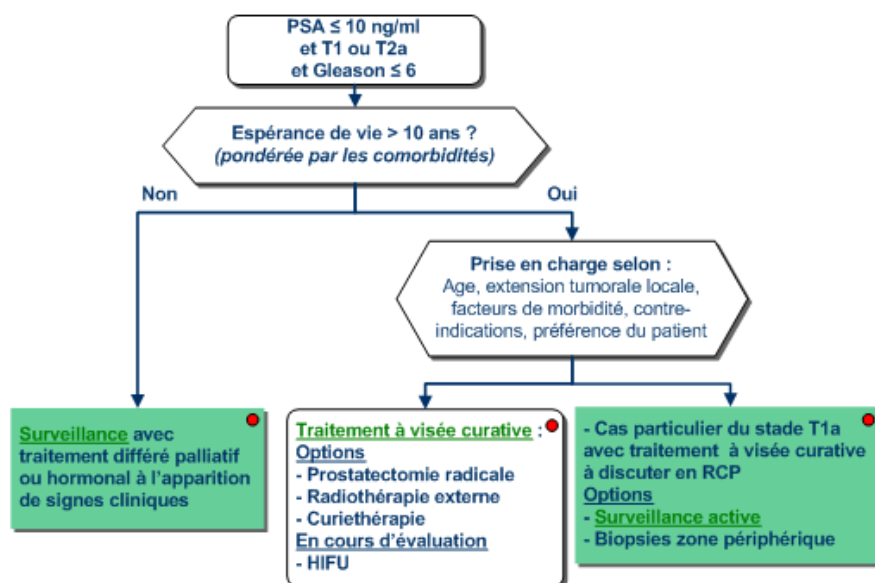 PSA ≤ 10 ng/ml
et T1 ou T2a
et Gleason ≤ 6
Espérance de vie > 10 ans ?
(pondérée par les comorbidités)
Non
Oui
Prise en charge selon :
Age, extension tumorale locale,
facteurs de morbidité, contre-
indications, préférence du patient
Surveillance avec
traitement différé palliatif
ou hormonal à l'apparition
de signes cliniques
Traitement à visée curative :
Options
- Prostatectomie radicale
- Radiothérapie externe
- Curiethérapie
En cours d'évaluation
- HIFU
- Cas particulier du stade T1a
avec traitement à visée curative
à discuter en RCP
Options
- Surveillance active
- Biopsies zone périphérique